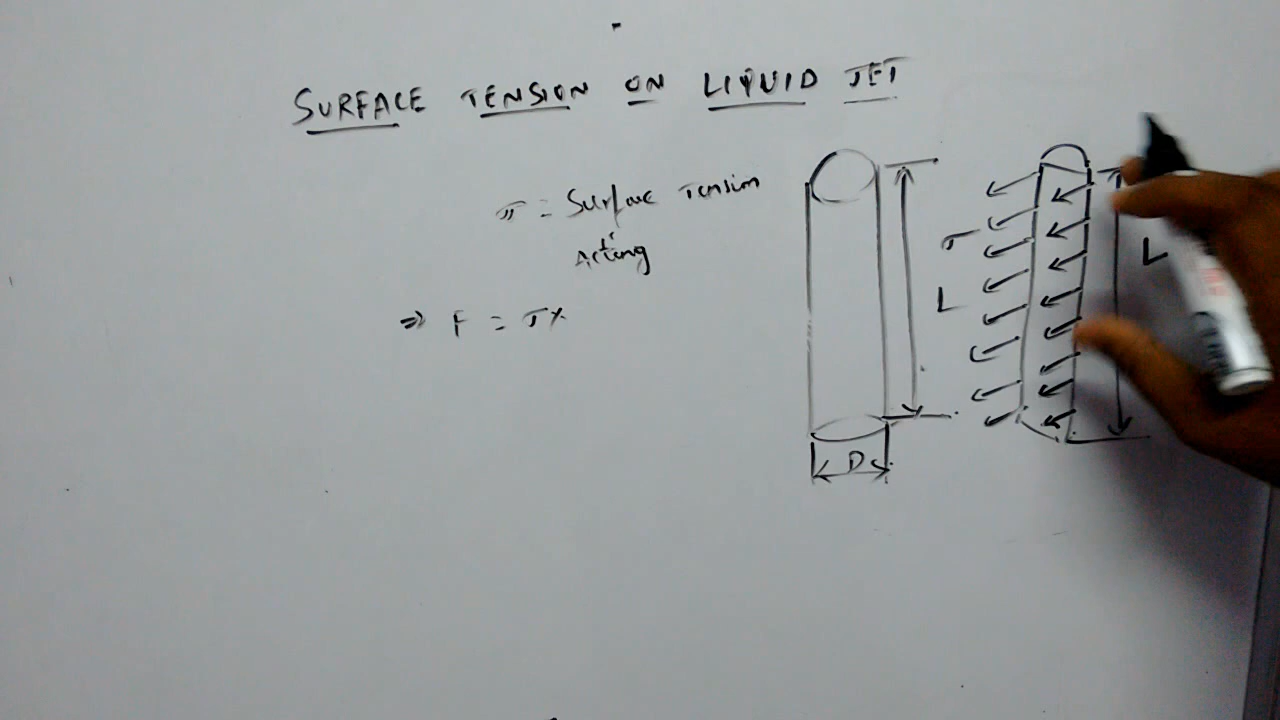 SURFACE TENSION ON LIQUID JET
σ = Surface Tension
Acting
⇒ F = σ×
σ
L
L
D